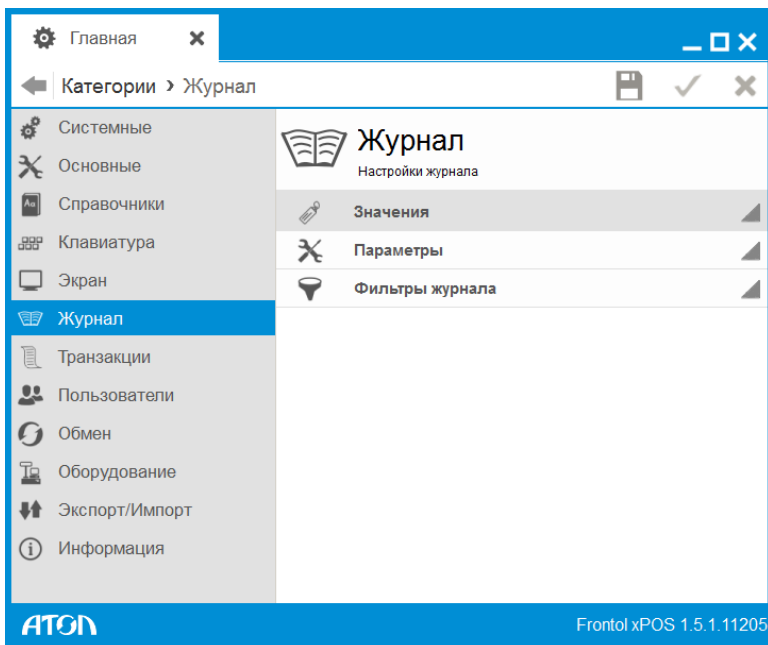 Главная
Категории › Журнал
Системные
Основные
Справочники
Клавиатура
Экран
Журнал
Транзакции
Пользователи
Обмен
Оборудование
Экспорт/Импорт
Информация
Журнал
Настройки журнала
Значения
Параметры
Фильтры журнала
АТОЛ
Frontol xPOS 1.5.1.11205